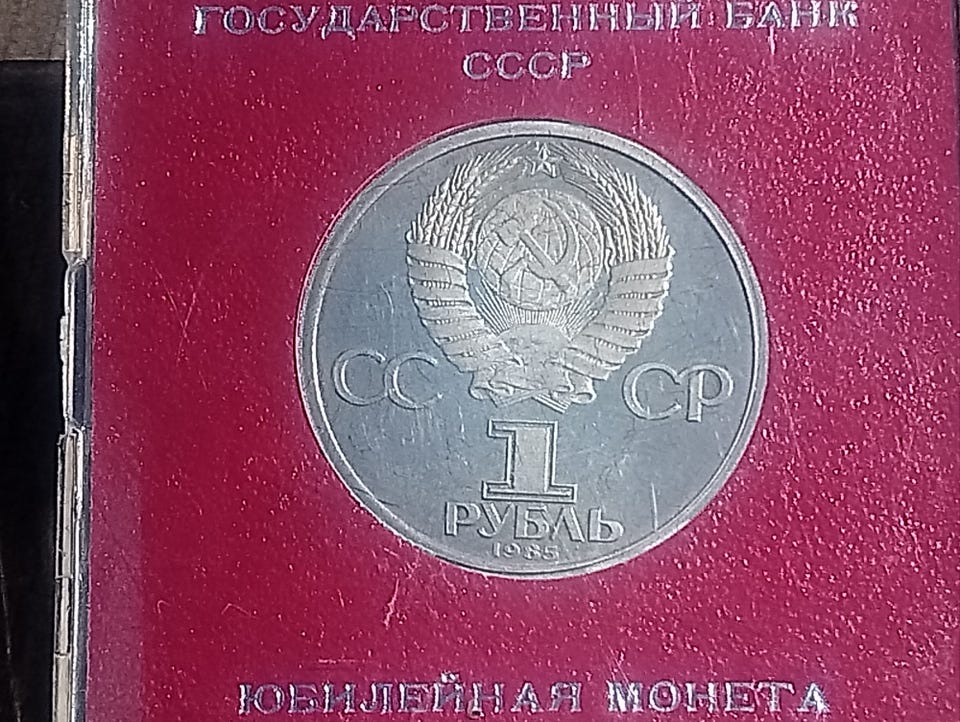 ГОСУДАРСТВЕННЫЙ БАНК
СССР
СС СР
1
РУБЛЬ
1985
ЮБИЛЕЙНАЯ МОНЕТА